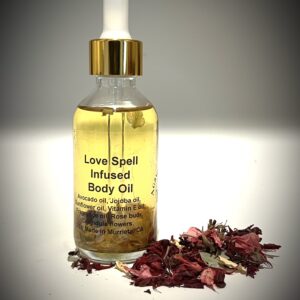 Love Spell
Infused
Body Oil
Avocado oil, Jojoba oil,
Sunflower oil, Vitamin E oil,
oil, Rose buds,
flowers
Made in Murrieta, CA